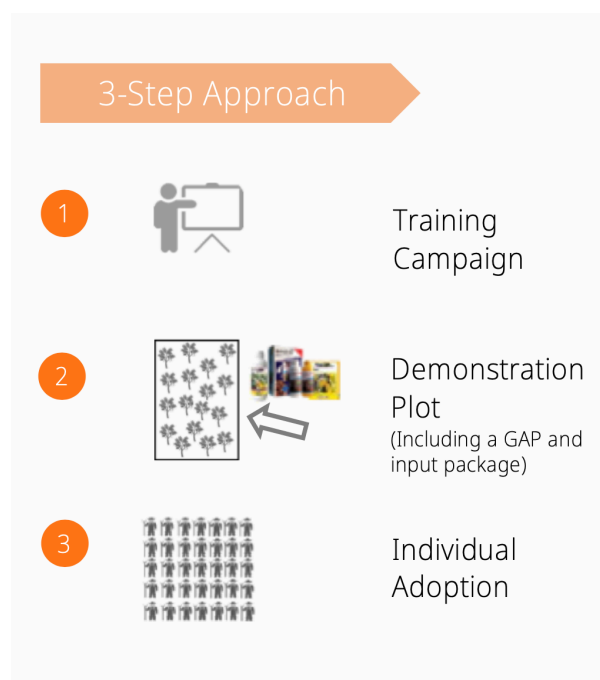 3-Step Approach
1
Training
Campaign
2
Demonstration
Plot
(Including a GAP and
input package)
3
Individual
Adoption